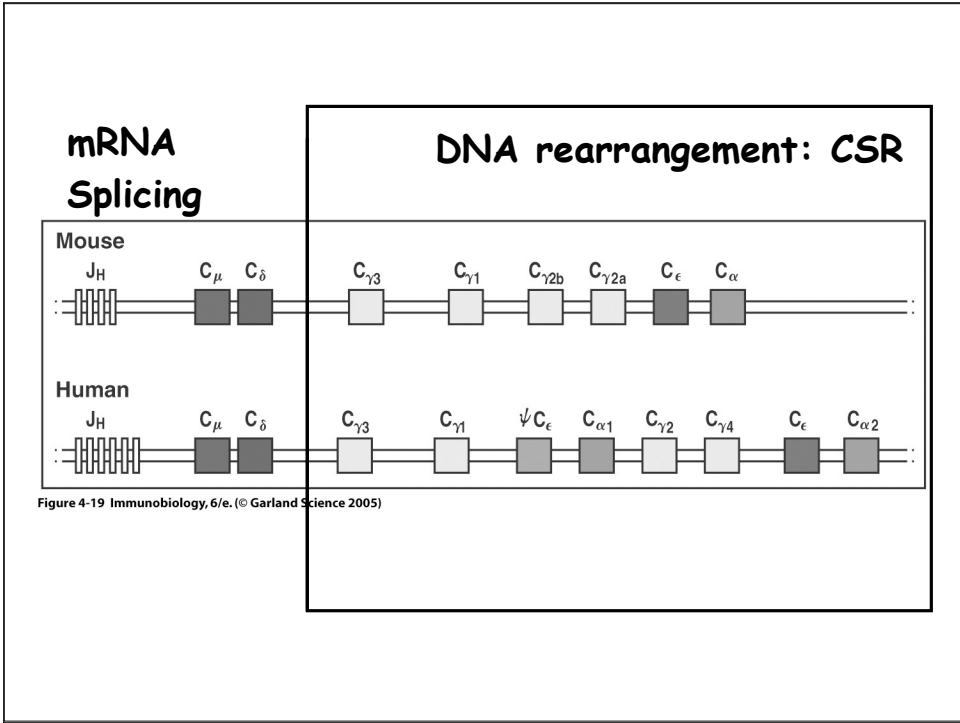 mRNA
Splicing
DNA rearrangement: CSR
Mouse
JH Cμ Cδ Cγ3 Cγ1 Cγ2b Cγ2a Cϵ Cα
Human
JH Cμ Cδ Cγ3 Cγ1 ψCϵ Cα1 Cγ2 Cγ4 Cϵ Cα2
Figure 4-19 Immunobiology, 6/e. (© Garland Science 2005)